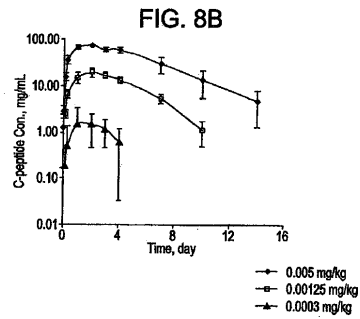 FIG. 8B
C-peptide Con., mg/mL
100.00
10.00
1.00
0.10
0.01
0 4 8 12 16
Time, day
0.005 mg/kg
0.00125 mg/kg
0.0003 mg/kg